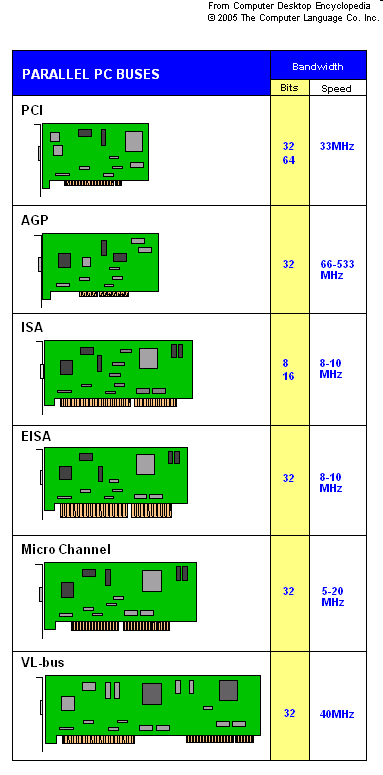 From Computer Desktop Encyclopedia
© 2005 The Computer Language Co. Inc.
PARALLEL PC BUSES
Bandwidth
Bits Speed
PCI
32
64
33MHz
AGP
32
66-533
MHz
ISA
8
16
8-10
MHz
EISA
32
8-10
MHz
Micro Channel
32
5-20
MHz
VL-bus
32
40MHz